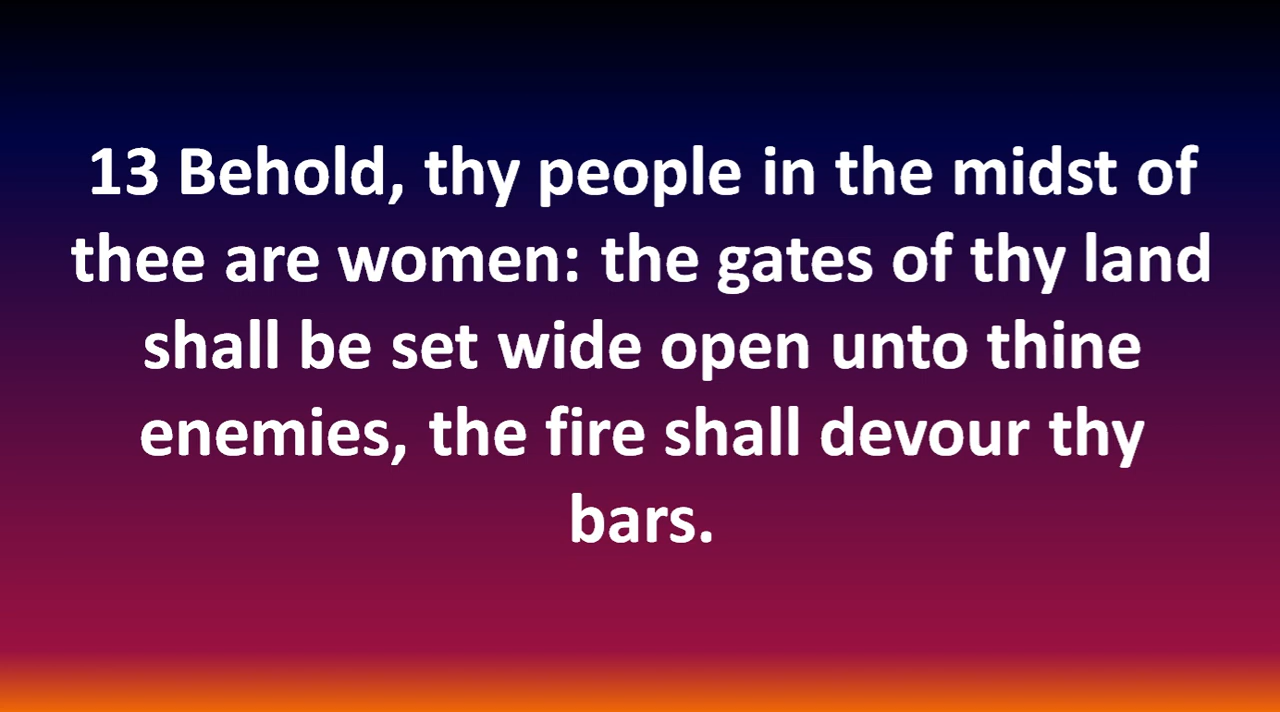 13 Behold, thy people in the midst of
thee are women: the gates of thy land
shall be set wide open unto thine
enemies, the fire shall devour thy
bars.